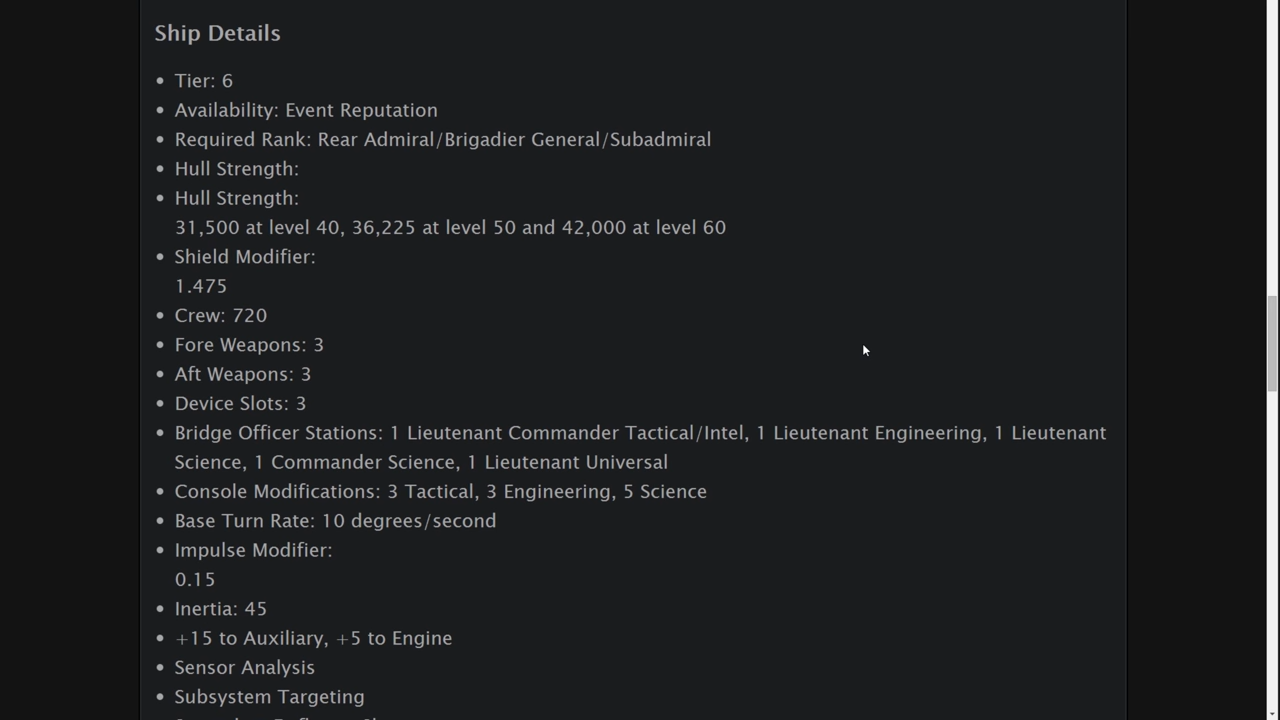 Ship Details
• Tier: 6
• Availability: Event Reputation
• Required Rank: Rear Admiral/Brigadier General/Subadmiral
• Hull Strength:
• Hull Strength:
31,500 at level 40, 36,225 at level 50 and 42,000 at level 60
• Shield Modifier:
1.475
• Crew: 720
• Fore Weapons: 3
• Aft Weapons: 3
• Device Slots: 3
• Bridge Officer Stations: 1 Lieutenant Commander Tactical/Intel, 1 Lieutenant Engineering, 1 Lieutenant
Science, 1 Commander Science, 1 Lieutenant Universal
• Console Modifications: 3 Tactical, 3 Engineering, 5 Science
• Base Turn Rate: 10 degrees/second
• Impulse Modifier:
0.15
• Inertia: 45
• +15 to Auxiliary, +5 to Engine
• Sensor Analysis
• Subsystem Targeting